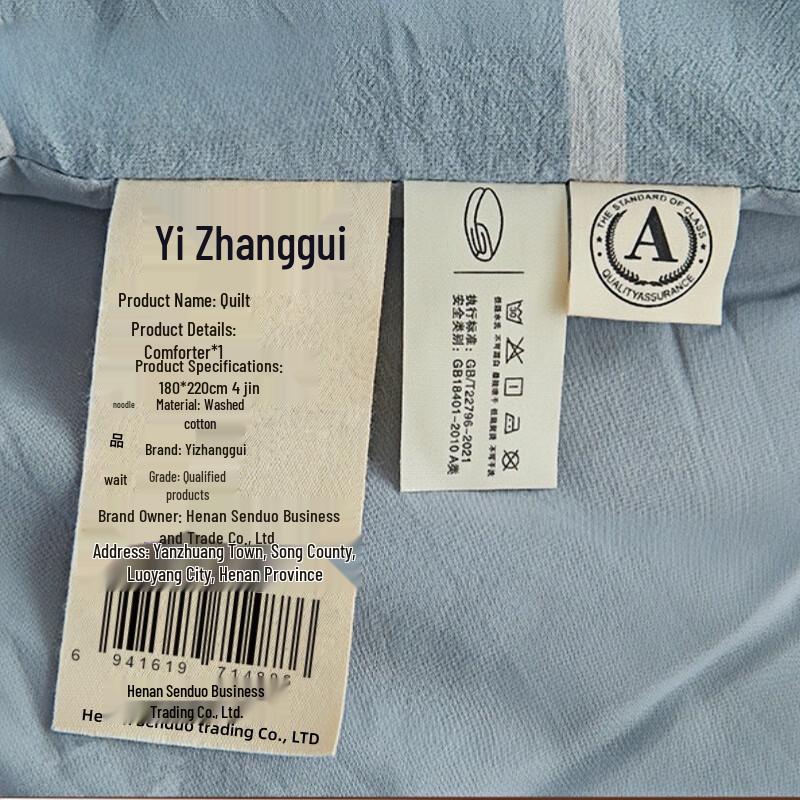 Yi Zhanggui
Product Name: Quilt
Product Details:
Comforter*1
Product Specifications:
180*220cm 4 jin
noodle
Material: Washed
cotton
品
Brand: Yizhanggui
wait
Grade: Qualified
products
Brand Owner: Henan Senduo Business
and Trade Co., Ltd
Address: Yanzhuang Town, Song County,
Luoyang City, Henan Province
6 941619
Henan Senduo Business
Trading Co., Ltd.
trading Co., LTD
执行标准: GB/T22796-2021
安全类别: GB18401-2010 A类
THE STANDARD OF CLASS
A
QUALITY ASSURANCE